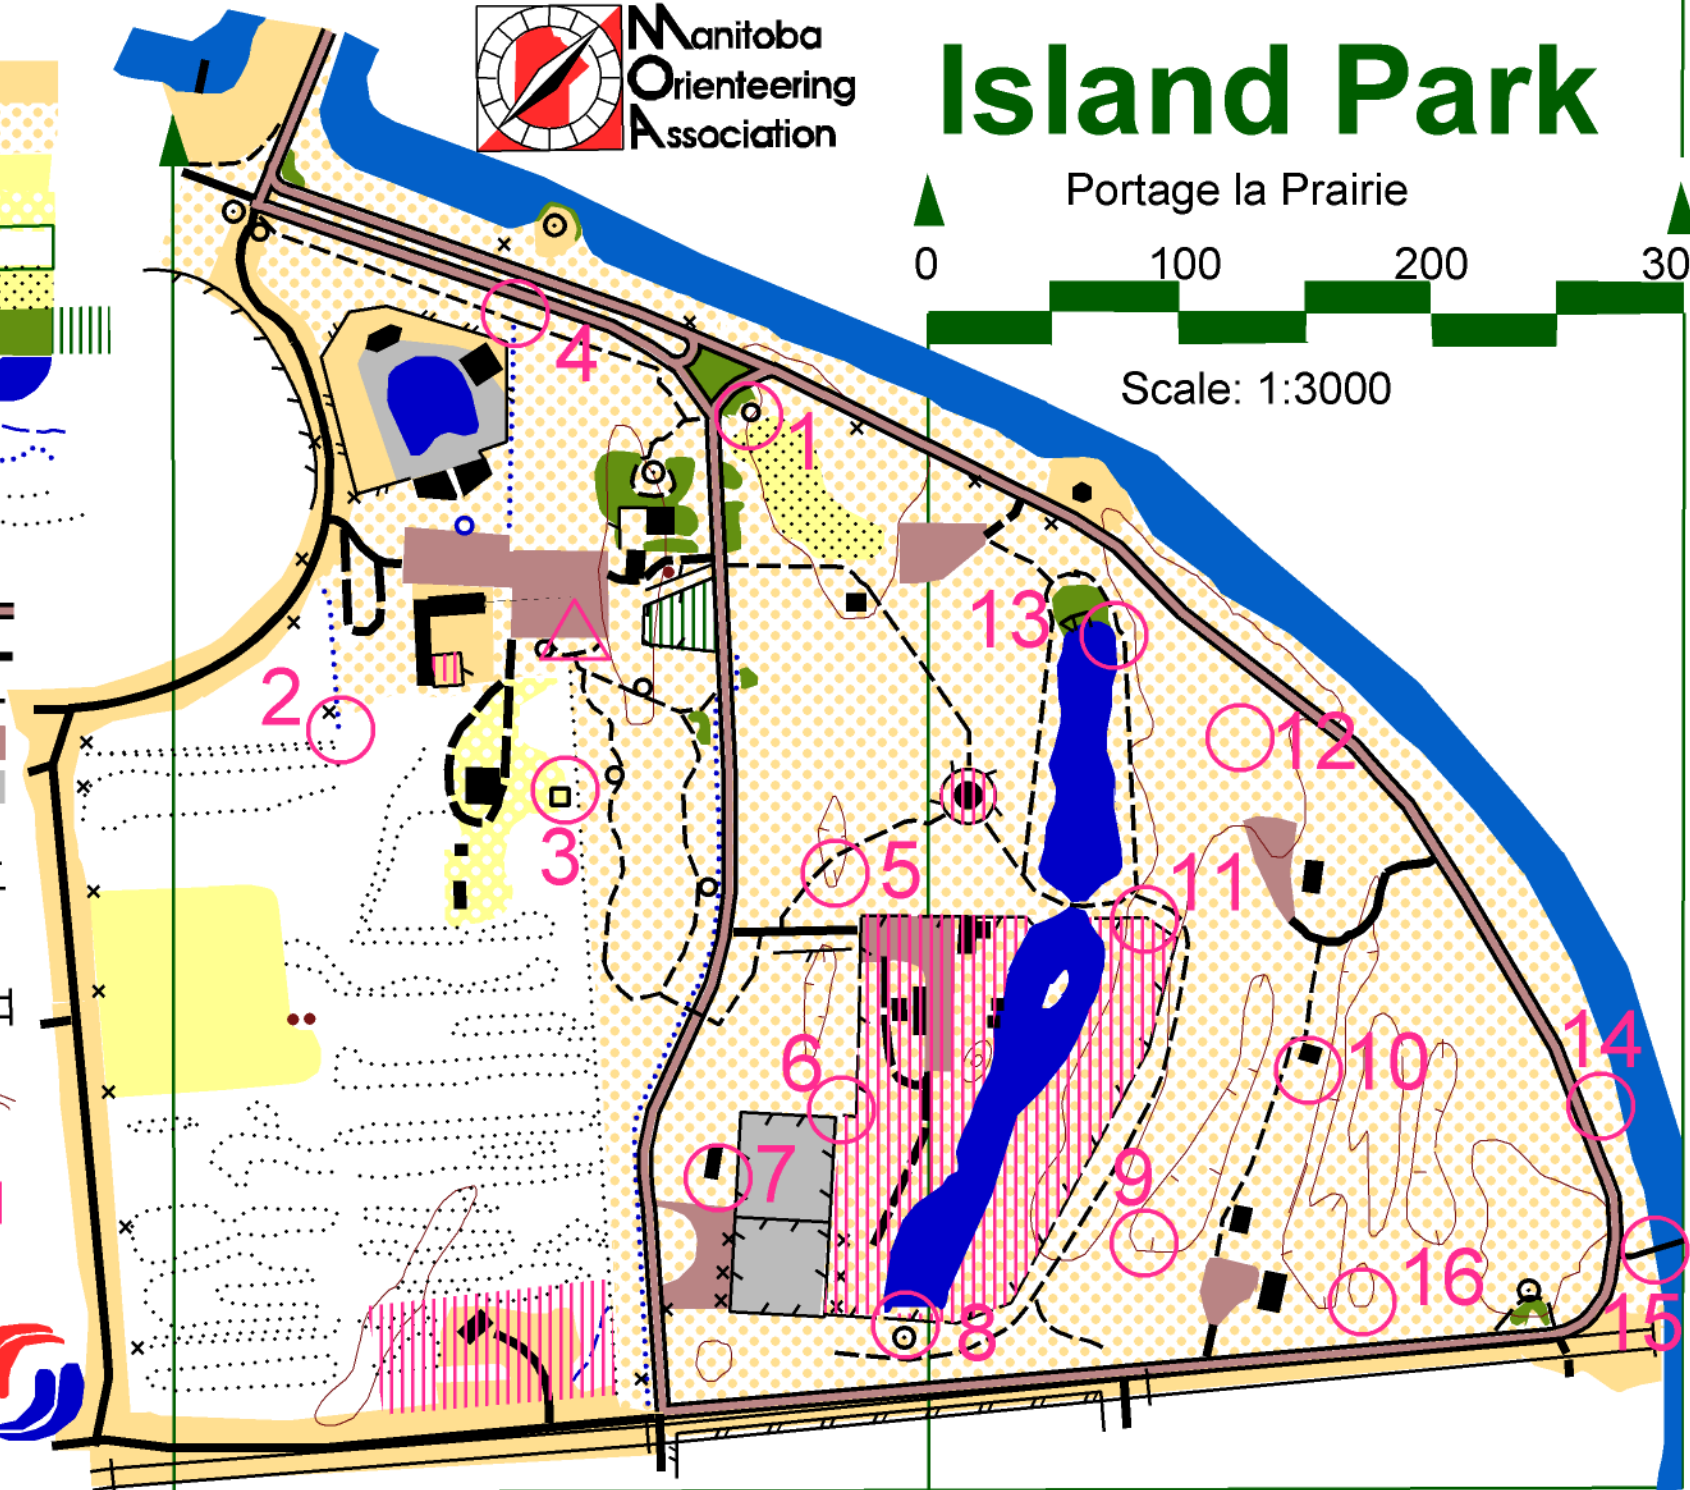 Manitoba
Orienteering
Association
Island Park
Portage la Prairie
0 100 200 30
Scale: 1:3000
4
1
13
2
12
3
5
11
14
6
10
7
9
16
8
15